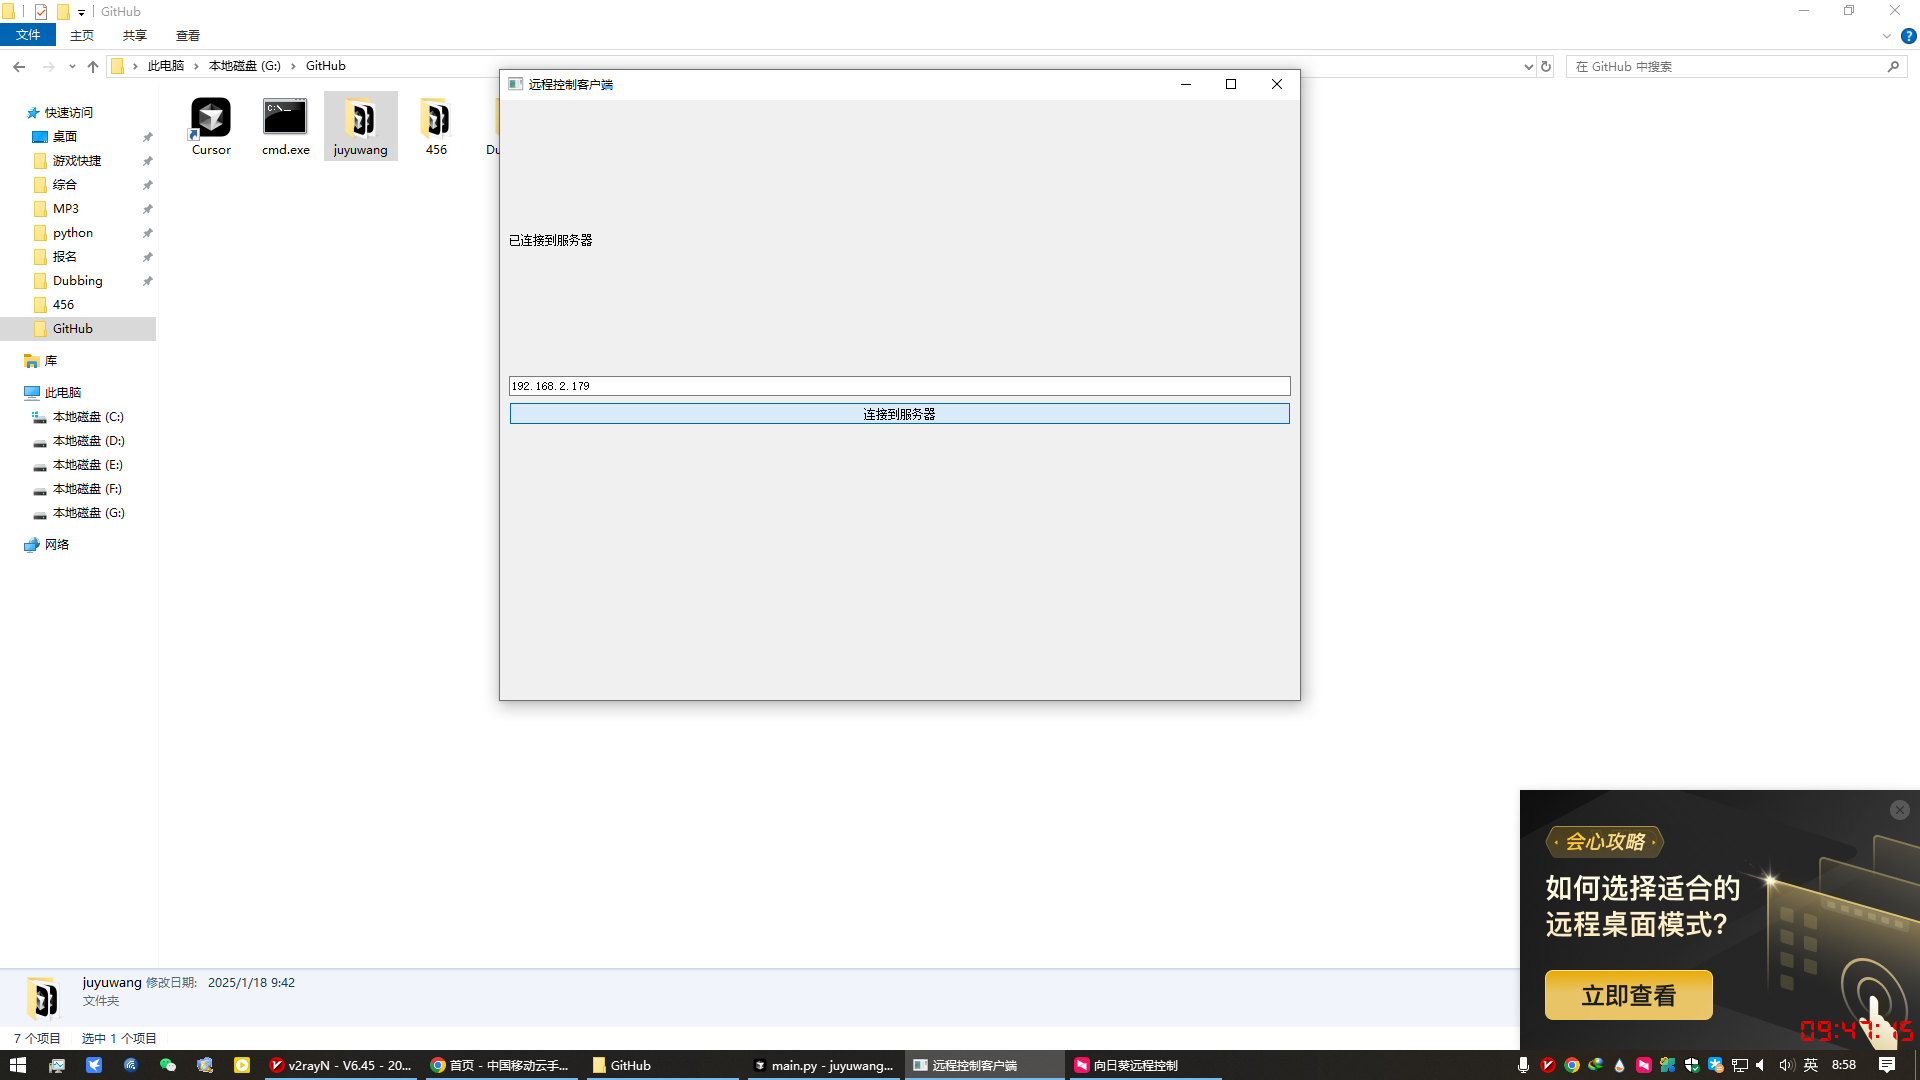 GitHub
文件
主页
共享
查看
此电脑
本地磁盘 (G:)
GitHub
在 GitHub 中搜索
快速访问
桌面
游戏快捷
综合
MP3
python
报名
Dubbing
456
GitHub
库
此电脑
本地磁盘 (C:)
本地磁盘 (D:)
本地磁盘 (E:)
本地磁盘 (F:)
本地磁盘 (G:)
网络
Cursor
cmd.exe
juyuwang
456
Du
远程控制客户端
已连接到服务器
192.168.2.179
连接到服务器
会心攻略
如何选择适合的
远程桌面模式?
立即查看
09:47:15
juyuwang 修改日期: 2025/1/18 9:42
文件夹
7 个项目
选中 1 个项目
v2rayN - V6.45 - 20...
首页 - 中国移动云手...
GitHub
main.py - juyuwang...
远程控制客户端
向日葵远程控制
英
8:58